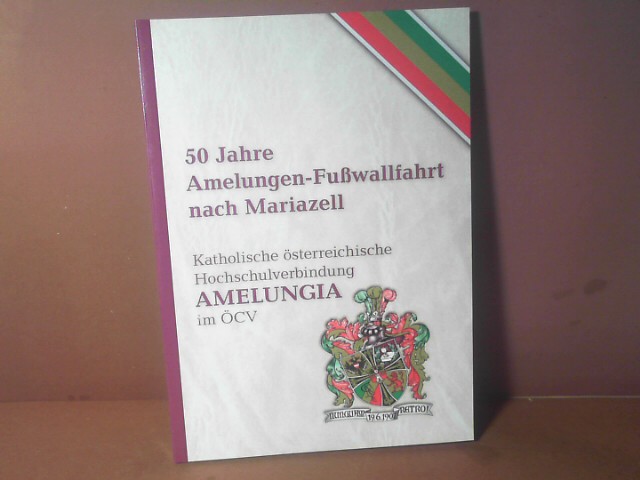 50 Jahre
Amelungen-Fußwallfahrt
nach Mariazell
Katholische österreichische
Hochschulverbindung
AMELUNGIA
im ÖCV